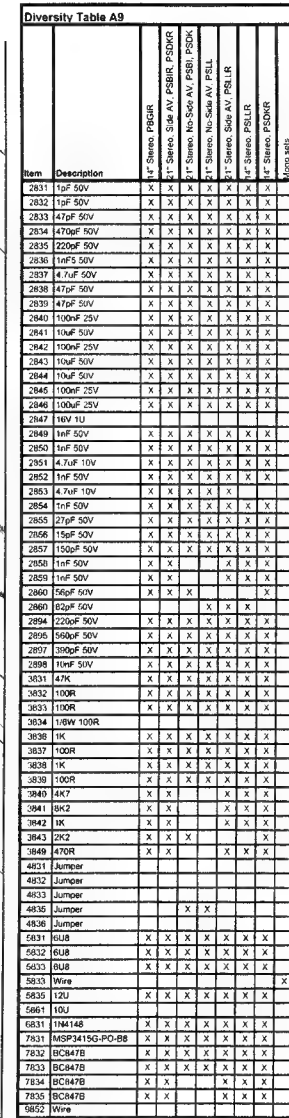 Diversity Table A9
Item Description 14" Stereo, PBGIR 21" Stereo, Side AV, PSBIR, PSDKR 21" Stereo, No-Side AV, PSBI, PSDK 21" Stereo, No-Side AV, PSLL 21" Stereo, Side AV, PSLLR 14" Stereo, PSLLR 14" Stereo, PSDKR Mono sets
2831 1pF 50V X X X X X X X
2832 1pF 50V X X X X X X X
2833 47pF 50V X X X X X X X
2834 470pF 50V X X X X X X X
2835 220pF 50V X X X X X X X
2836 1nF5 50V X X X X X X X
2837 4.7uF 50V X X X X X X X
2838 47pF 50V X X X X X X X
2839 47pF 50V X X X X X X X
2840 100nF 25V X X X X X X X
2841 10uF 50V X X X X X X X
2842 100nF 25V X X X X X X X
2843 10uF 50V X X X X X X X
2844 10uF 50V X X X X X X X
2845 100nF 25V X X X X X X X
2846 100uF 25V X X X X X X X
2847 16V 1U
2849 1nF 50V X X X X X X X
2850 1nF 50V X X X X X X X
2851 4.7uF 10V X X X X X X X
2852 1nF 50V X X X X X X X
2853 4.7uF 10V X X X X X
2854 1nF 50V X X X X X X X
2855 27pF 50V X X X X X X X
2856 15pF 50V X X X X X X X
2857 150pF 50V X X X X X X X
2858 1nF 50V X X X X X
2859 1nF 50V X X X X X
2860 56pF 50V X X X X
2860 82pF 50V X X X
2894 220pF 50V X X X X X X X
2895 560pF 50V X X X X X X X
2897 390pF 50V X X X X X X X
2898 10nF 50V X X X X X X X
3831 47K X X X X X X X
3832 100R X X X X X X X
3833 100R X X X X X X X
3834 1/6W 100R
3836 1K X X X X X X X
3837 100R X X X X X X X
3838 1K X X X X X X X
3839 100R X X X X X X X
3840 4K7 X X X X X
3841 8K2 X X X X X
3842 1K X X X X X
3843 2K2 X X X X
3849 470R X X X X X
4831 Jumper
4832 Jumper
4833 Jumper
4835 Jumper X X
4836 Jumper
5831 6U8 X X X X X X X
5832 6U8 X X X X X X X
5833 6U8 X X X X X X X
5833 Wire X
5835 12U X X X X X X X
5861 10U
6831 1N4148 X X X X X X X
7831 MSP3415G-PO-B8 X X X X X X X
7832 BC847B X X X X X X X
7833 BC847B X X X X X X X
7834 BC847B X X X X X
7835 BC847B X X X X X
9852 Wire